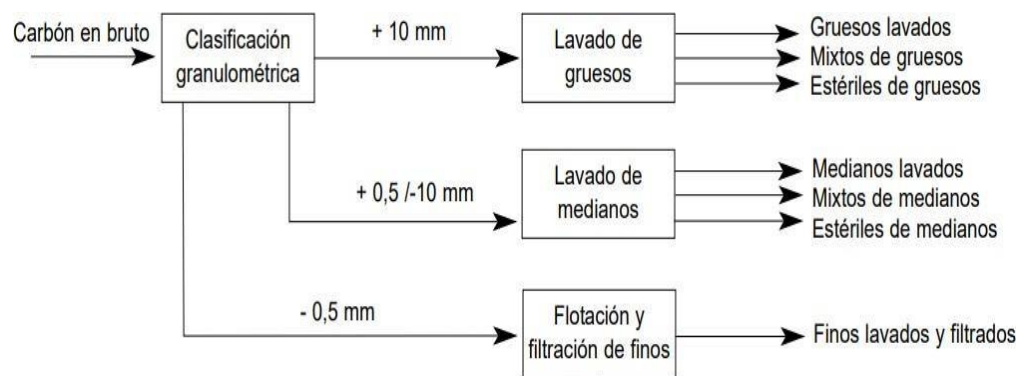 Carbón en bruto
Clasificación
granulométrica
+ 10 mm
Lavado de
gruesos
Gruesos lavados
Mixtos de gruesos
Estériles de gruesos
+ 0,5 /-10 mm
Lavado de
medianos
Medianos lavados
Mixtos de medianos
Estériles de medianos
- 0,5 mm
Flotación y
filtración de finos
Finos lavados y filtrados